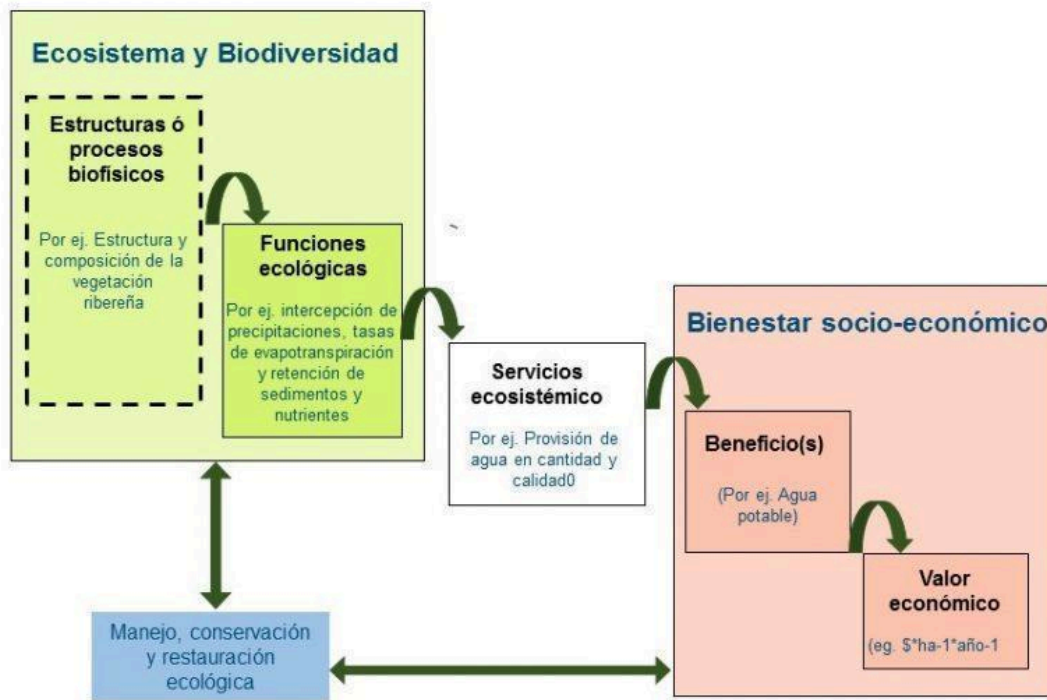 Ecosistema y Biodiversidad
Estructuras ó
procesos
biofísicos
Por ej. Estructura y
composición de la
vegetación
ribereña
Funciones
ecológicas
Por ej. intercepción de
precipitaciones, tasas
de evapotranspiración
y retención de
sedimentos y
nutrientes
Servicios
ecosistémico
Por ej. Provisión de
agua en cantidad y
calidad0
Bienestar socio-económico
Beneficio(s)
(Por ej. Agua
potable)
Valor
económico
(eg. $*ha-1*año-1
Manejo, conservación
y restauración
ecológica